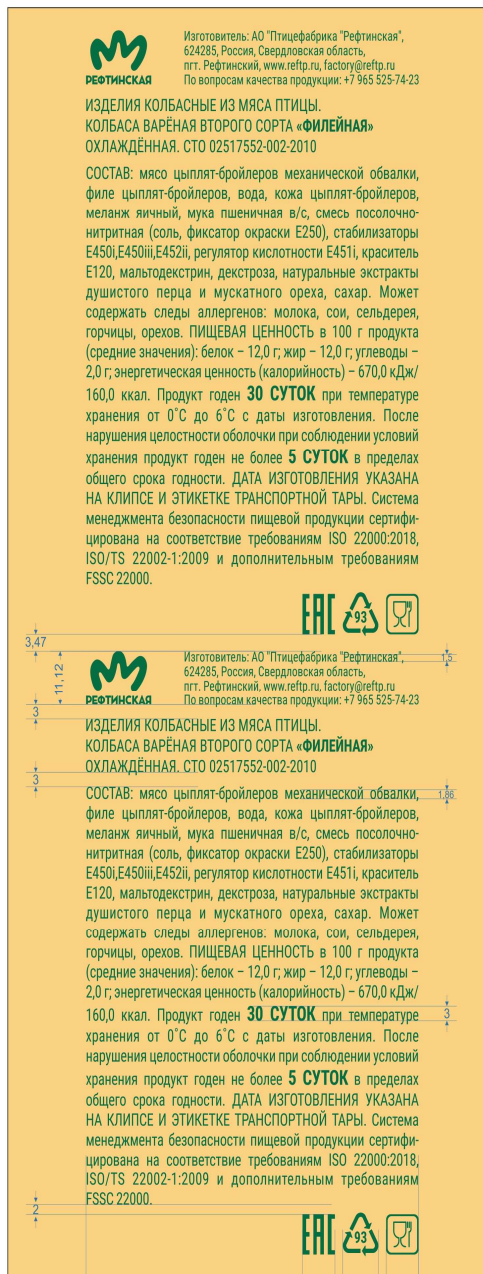 РЕФТИНСКАЯ
Изготовитель: АО "Птицефабрика "Рефтинская",
624285, Россия, Свердловская область,
пгт. Рефтинский, www.reftp.ru, factory@reftp.ru
По вопросам качества продукции: +7 965 525-74-23
ИЗДЕЛИЯ КОЛБАСНЫЕ ИЗ МЯСА ПТИЦЫ.
КОЛБАСА ВАРЁНАЯ ВТОРОГО СОРТА «ФИЛЕЙНАЯ»
ОХЛАЖДЁННАЯ. СТО 02517552-002-2010
СОСТАВ: мясо цыплят-бройлеров механической обвалки,
филе цыплят-бройлеров, вода, кожа цыплят-бройлеров,
меланж яичный, мука пшеничная в/с, смесь посолочно-
нитритная (соль, фиксатор окраски Е250), стабилизаторы
Е450i,Е450iii,Е452ii, регулятор кислотности Е451i, краситель
Е120, мальтодекстрин, декстроза, натуральные экстракты
душистого перца и мускатного ореха, сахар. Может
содержать следы аллергенов: молока, сои, сельдерея,
горчицы, орехов. ПИЩЕВАЯ ЦЕННОСТЬ в 100 г продукта
(средние значения): белок – 12,0 г; жир – 12,0 г; углеводы –
2,0 г; энергетическая ценность (калорийность) – 670,0 кДж/
160,0 ккал. Продукт годен 30 СУТОК при температуре
хранения от 0˚С до 6˚С с даты изготовления. После
нарушения целостности оболочки при соблюдении условий
хранения продукт годен не более 5 СУТОК в пределах
общего срока годности. ДАТА ИЗГОТОВЛЕНИЯ УКАЗАНА
НА КЛИПСЕ И ЭТИКЕТКЕ ТРАНСПОРТНОЙ ТАРЫ. Система
менеджмента безопасности пищевой продукции сертифи-
цирована на соответствие требованиям ISO 22000:2018,
ISO/TS 22002-1:2009 и дополнительным требованиям
FSSC 22000.
ЕАС 93
3,47
11,12
3
3
1,5
1,86
3
2
РЕФТИНСКАЯ
Изготовитель: АО "Птицефабрика "Рефтинская",
624285, Россия, Свердловская область,
пгт. Рефтинский, www.reftp.ru, factory@reftp.ru
По вопросам качества продукции: +7 965 525-74-23
ИЗДЕЛИЯ КОЛБАСНЫЕ ИЗ МЯСА ПТИЦЫ.
КОЛБАСА ВАРЁНАЯ ВТОРОГО СОРТА «ФИЛЕЙНАЯ»
ОХЛАЖДЁННАЯ. СТО 02517552-002-2010
СОСТАВ: мясо цыплят-бройлеров механической обвалки,
филе цыплят-бройлеров, вода, кожа цыплят-бройлеров,
меланж яичный, мука пшеничная в/с, смесь посолочно-
нитритная (соль, фиксатор окраски Е250), стабилизаторы
Е450i,Е450iii,Е452ii, регулятор кислотности Е451i, краситель
Е120, мальтодекстрин, декстроза, натуральные экстракты
душистого перца и мускатного ореха, сахар. Может
содержать следы аллергенов: молока, сои, сельдерея,
горчицы, орехов. ПИЩЕВАЯ ЦЕННОСТЬ в 100 г продукта
(средние значения): белок – 12,0 г; жир – 12,0 г; углеводы –
2,0 г; энергетическая ценность (калорийность) – 670,0 кДж/
160,0 ккал. Продукт годен 30 СУТОК при температуре
хранения от 0˚С до 6˚С с даты изготовления. После
нарушения целостности оболочки при соблюдении условий
хранения продукт годен не более 5 СУТОК в пределах
общего срока годности. ДАТА ИЗГОТОВЛЕНИЯ УКАЗАНА
НА КЛИПСЕ И ЭТИКЕТКЕ ТРАНСПОРТНОЙ ТАРЫ. Система
менеджмента безопасности пищевой продукции сертифи-
цирована на соответствие требованиям ISO 22000:2018,
ISO/TS 22002-1:2009 и дополнительным требованиям
FSSC 22000.
ЕАС 93